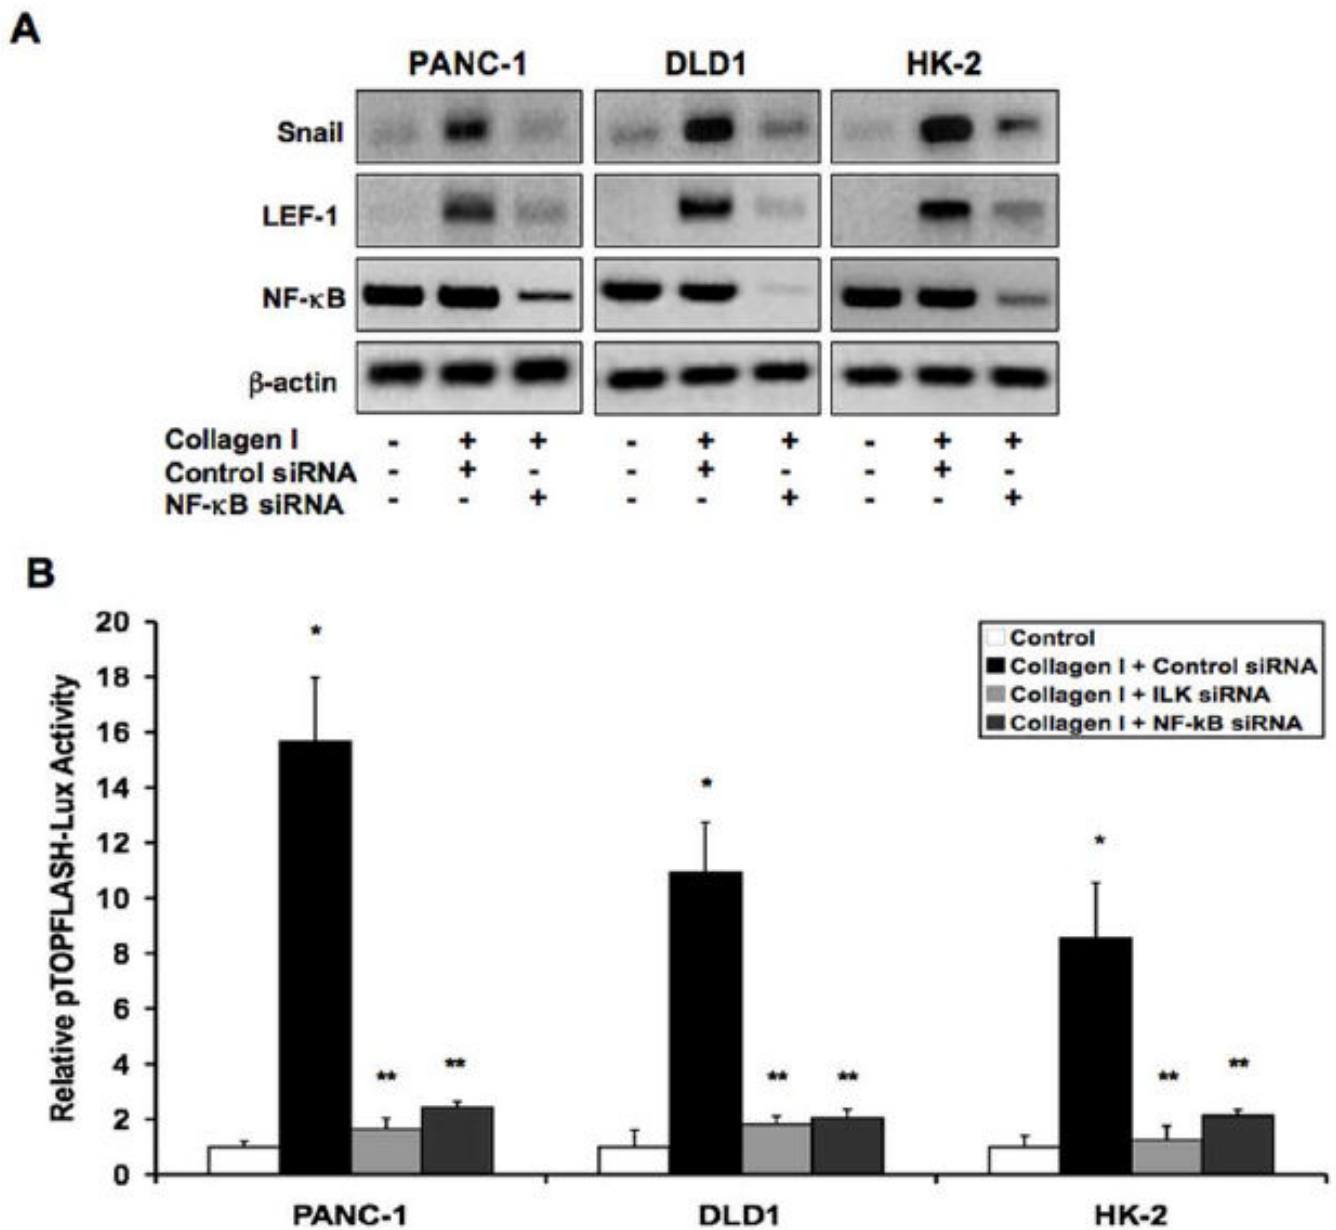 A
PANC-1 DLD1 HK-2
Snail
LEF-1
NF-κB
β-actin
Collagen I - + + - + + - + +
Control siRNA - + - - + - - + -
NF-κB siRNA - - + - - + - - +
B
Relative pTOPFLASH-Lux Activity
20
18
16
14
12
10
8
6
4
2
0
* ** **
* ** **
* ** **
Control
Collagen I + Control siRNA
Collagen I + ILK siRNA
Collagen I + NF-kB siRNA
PANC-1 DLD1 HK-2